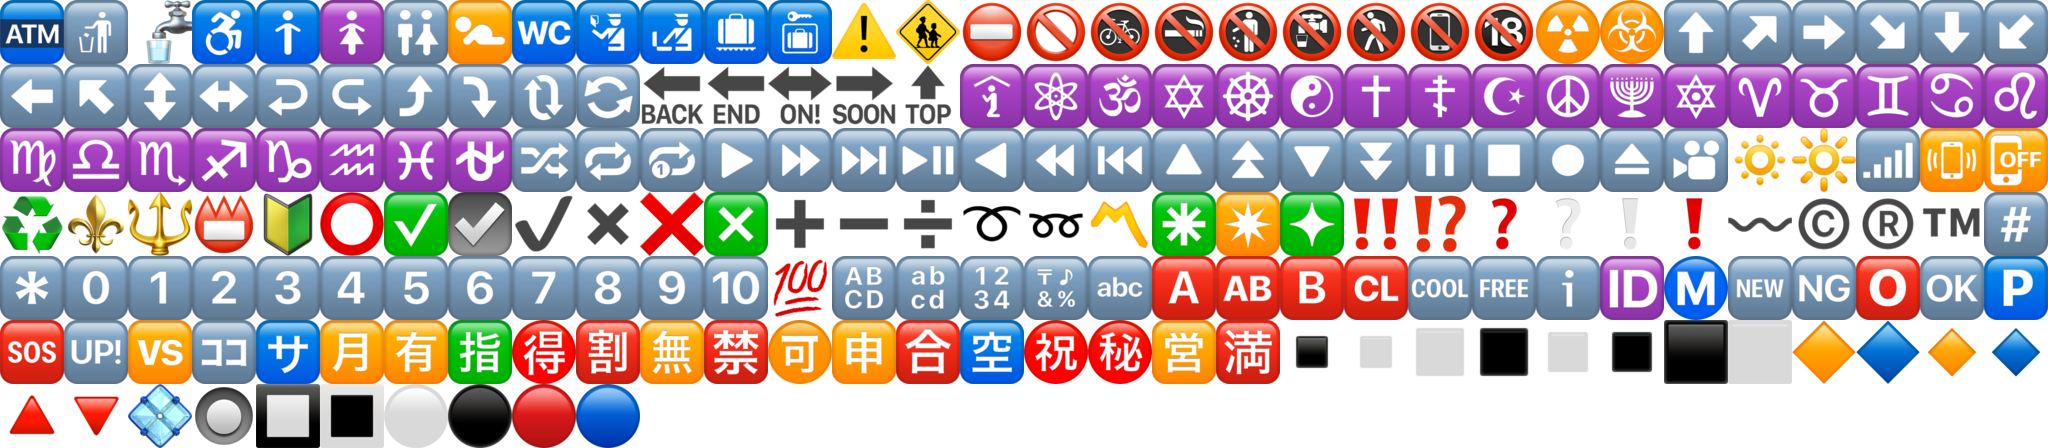 ATM WC 18
BACK END ON! SOON TOP
1 OFF
!! !? ? ? ! ! © ® TM #
* 0 1 2 3 4 5 6 7 8 9 10 100 AB CD ab cd 12 34 〒♪ &% abc A AB B CL COOL FREE i ID M NEW NG O OK P
SOS UP! VS ココ サ 月 有 指 得 割 無 禁 可 申 合 空 祝 秘 営 満